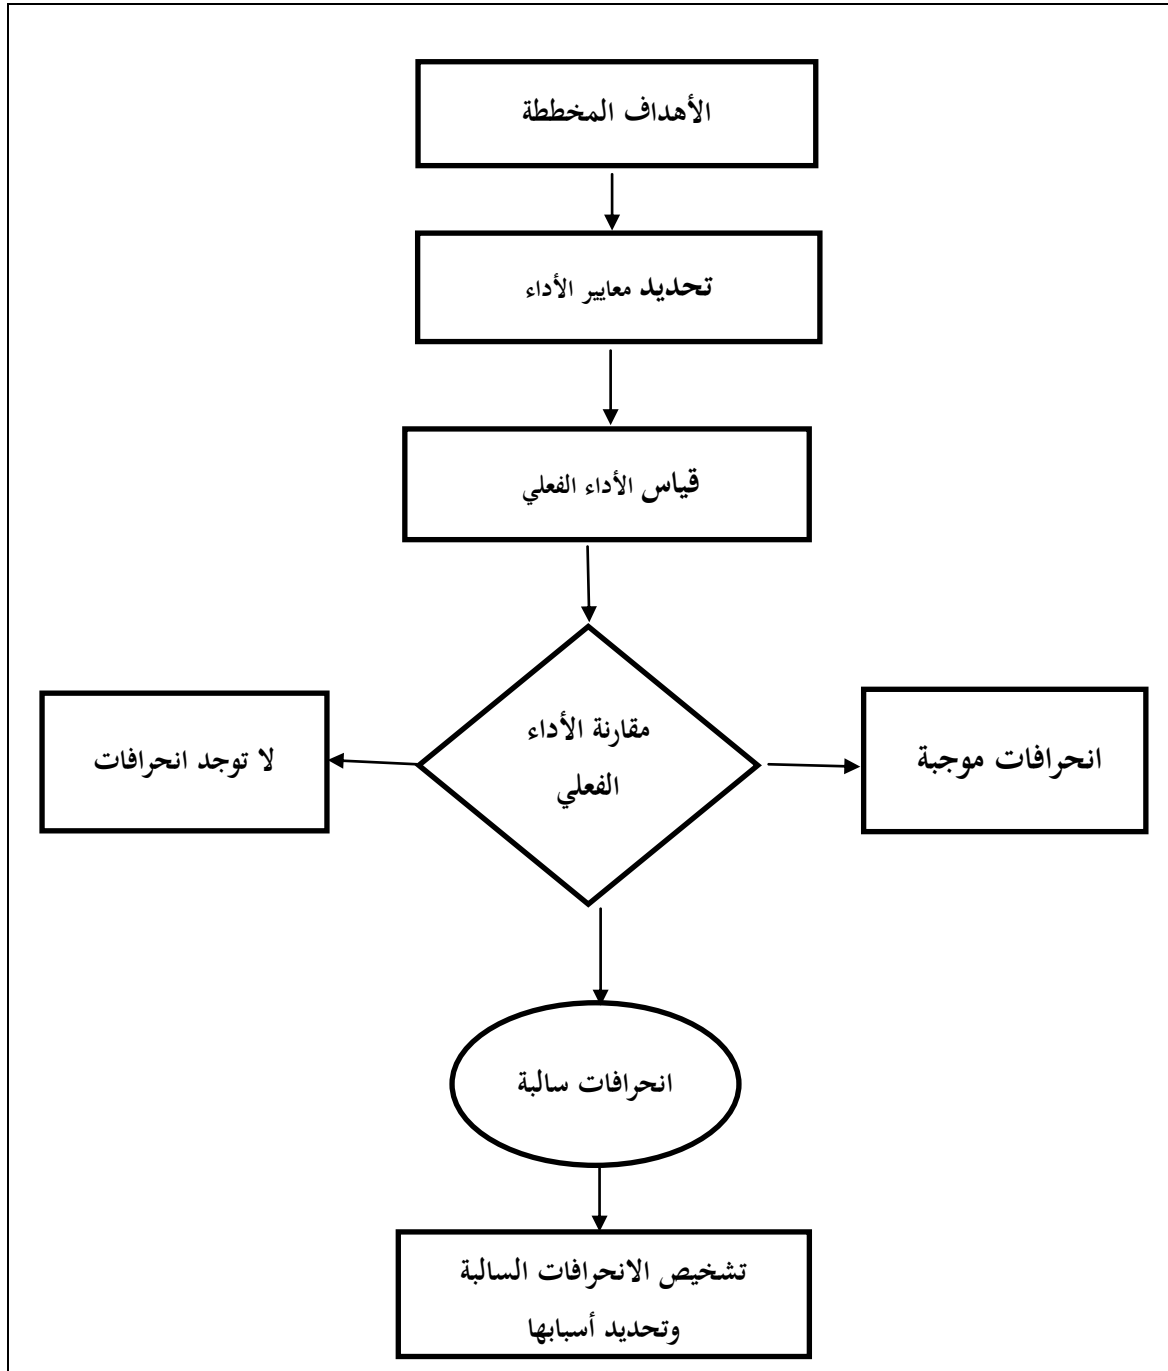 الأهداف المخططة
تحديد معايير الأداء
قياس الأداء الفعلي
مقارنة الأداء
الفعلي
انحرافات موجبة
لا توجد انحرافات
انحرافات سالبة
تشخيص الانحرافات السالبة
وتحديد أسبابها